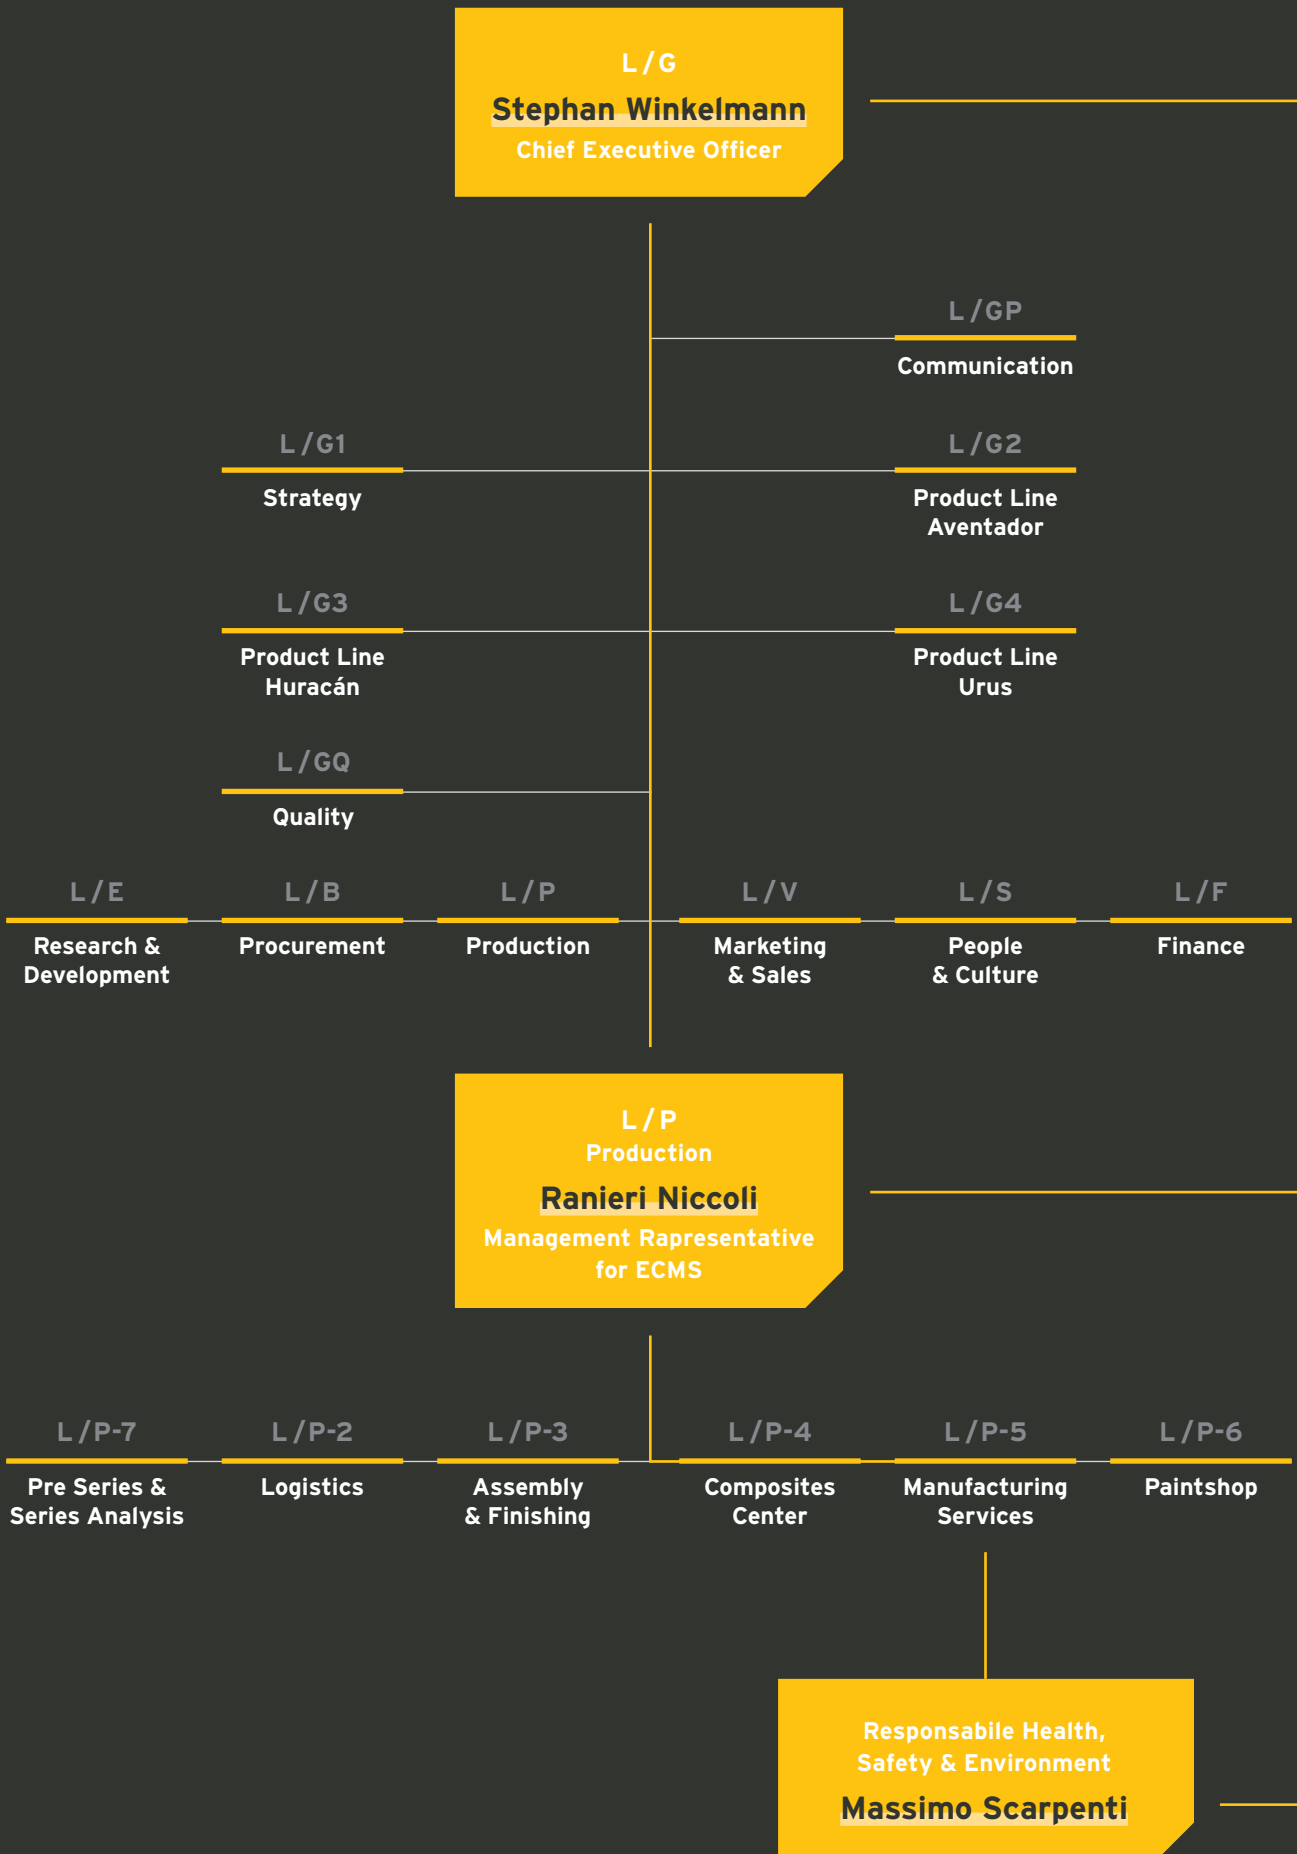 L/G
Stephan Winkelmann
Chief Executive Officer
L/GP
Communication
L/G1
Strategy
L/G2
Product Line
Aventador
L/G3
Product Line
Huracán
L/G4
Product Line
Urus
L/GQ
Quality
L/E
Research &
Development
L/B
Procurement
L/P
Production
L/V
Marketing
& Sales
L/S
People
& Culture
L/F
Finance
L/P
Production
Ranieri Niccoli
Management Rapresentative
for ECMS
L/P-7
Pre Series &
Series Analysis
L/P-2
Logistics
L/P-3
Assembly
& Finishing
L/P-4
Composites
Center
L/P-5
Manufacturing
Services
L/P-6
Paintshop
Responsabile Health,
Safety & Environment
Massimo Scarpenti